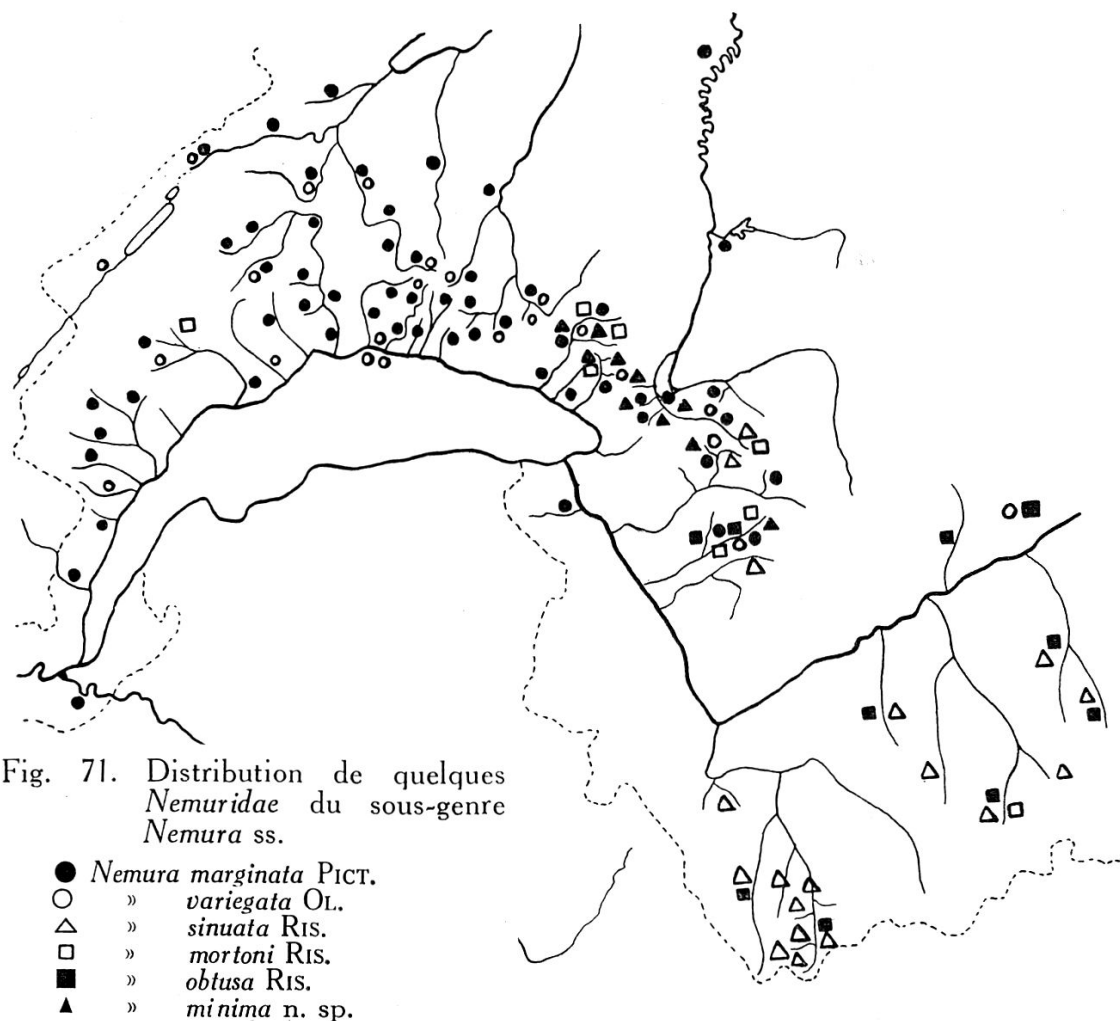 Fig. 71. Distribution de quelques
Nemuridae du sous-genre
Nemura ss.
Nemura marginata PICT.
» variegata OL.
» sinuata RIS.
» mortoni RIS.
» obtusa RIS.
» minima n. sp.